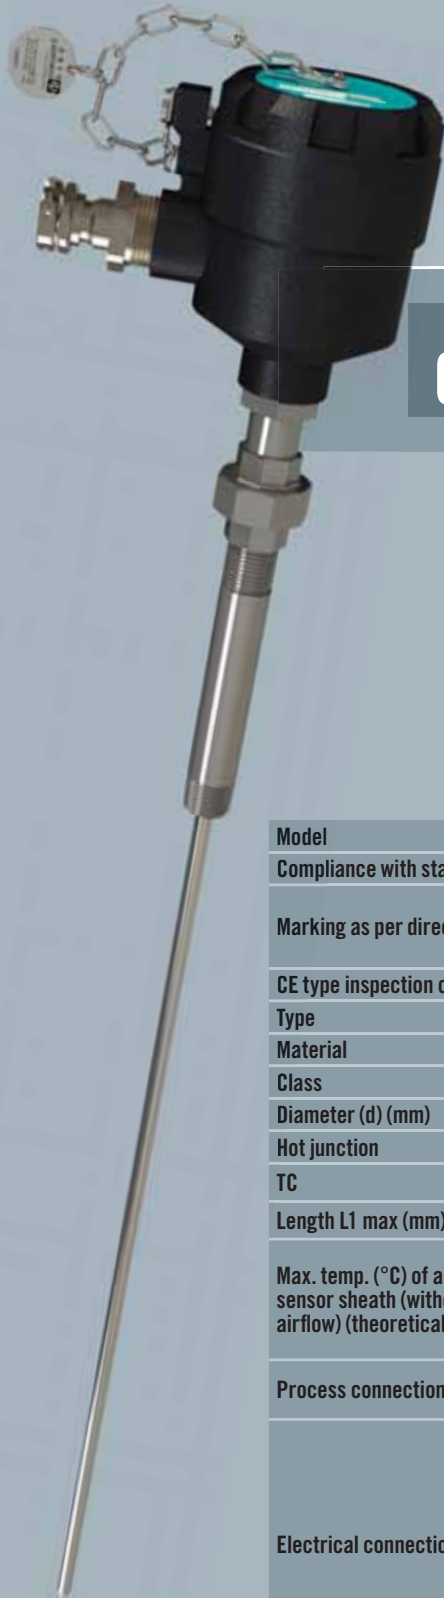 Model
Compliance with sta
Marking as per direc
CE type inspection c
Type
Material
Class
Diameter (d) (mm)
Hot junction
TC
Length L1 max (mm)
Max. temp. (°C) of a
sensor sheath (witho
airflow) (theoretical
Process connection
Electrical connectio